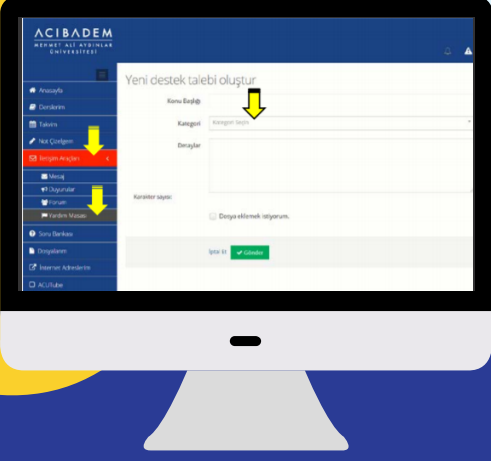 ACIBADEM
MEHMET ALİ AYDINLAR
ÜNİVERSİTESİ
Anasayfa
Derslerim
Takvim
Not Çizelgem
İletişim Araçları
Mesaj
Duyurular
Forum
Yardım Masası
Soru Bankası
Dosyalarım
İnternet Adreslerim
ACUTube
Yeni destek talebi oluştur
Konu Başlığı
Kategori
Kategori Seçin
Detaylar
Karakter sayısı:
Dosya eklemek istiyorum.
İptal Et
Gönder